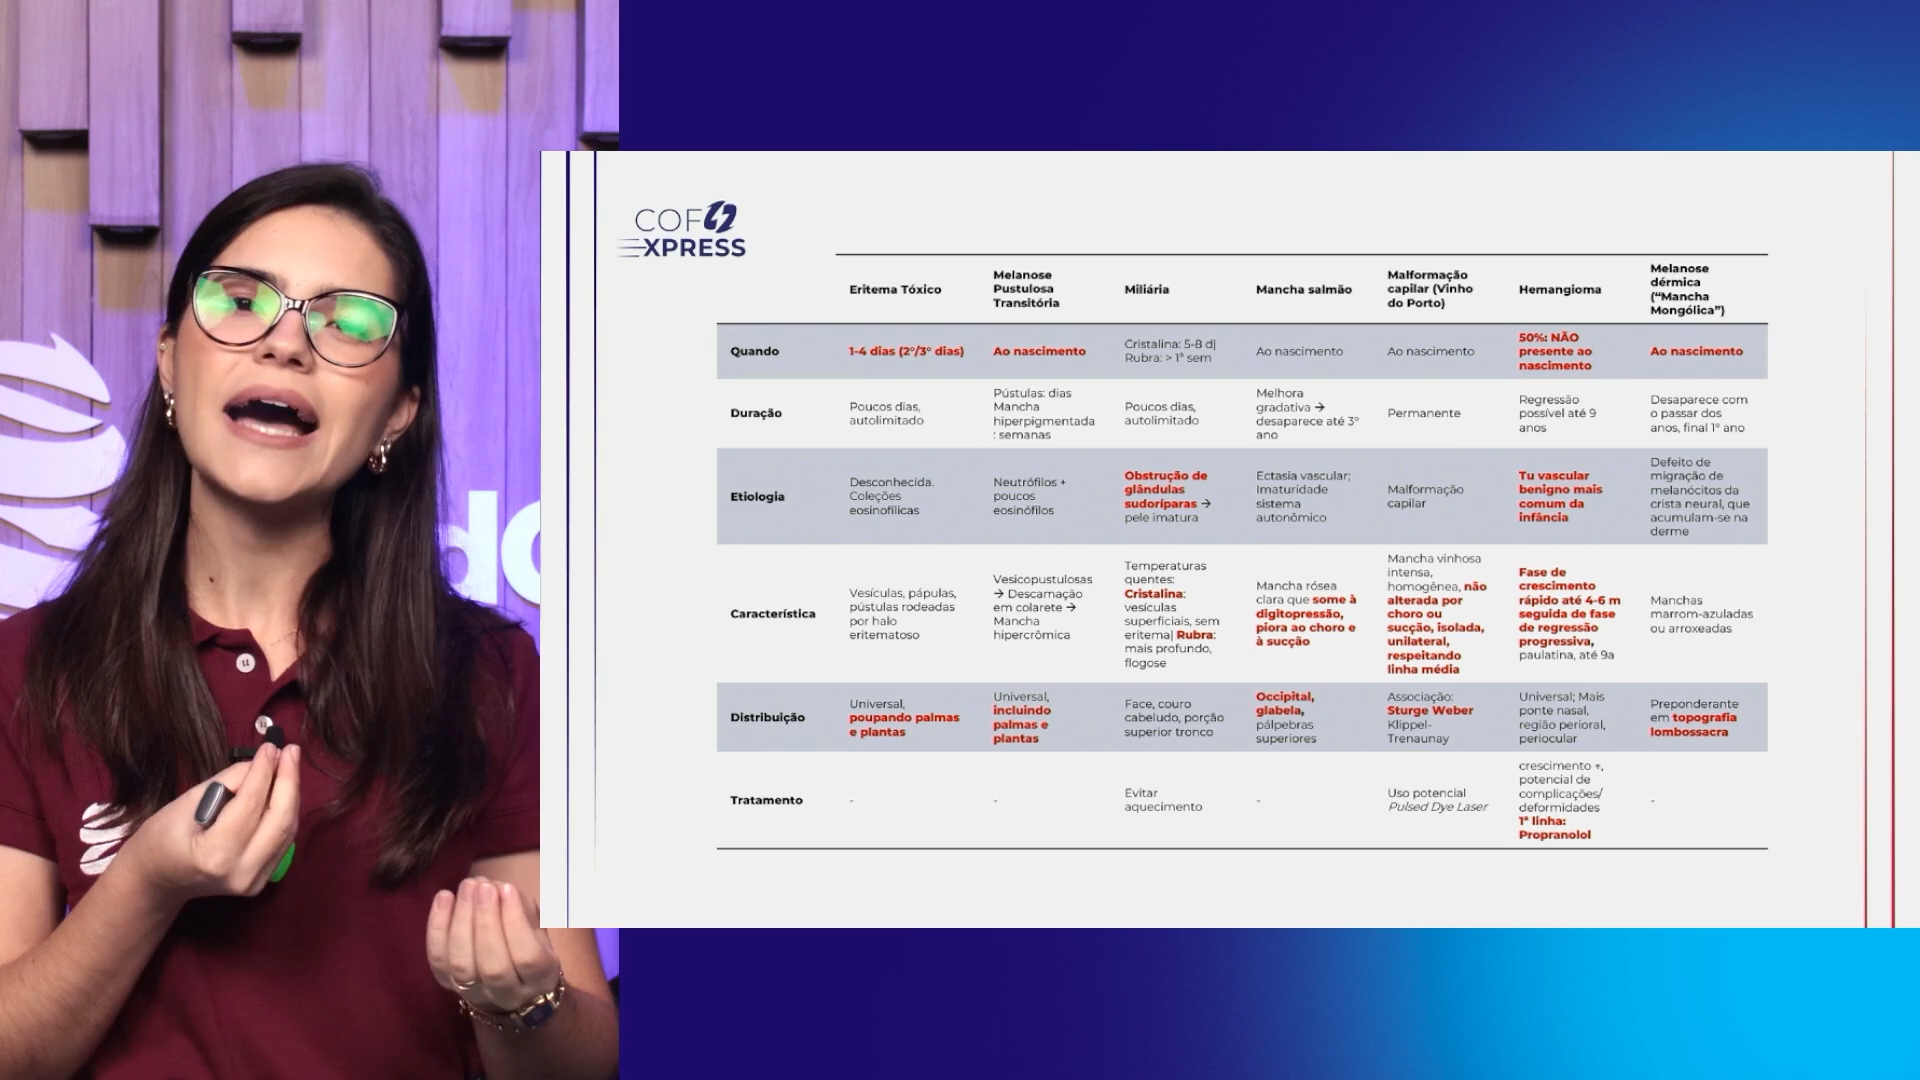 COF
XPRESS
Eritema Tóxico
Melanose
Pustulosa
Transitória
Miliária
Mancha salmão
Malformação
capilar (Vinho
do Porto)
Hemangioma
Melanose
dérmica
(“Mancha
Mongólica”)
Quando
1-4 dias (2°/3° dias)
Ao nascimento
Cristalina: 5-8 d|
Rubra: > 1ª sem
Ao nascimento
Ao nascimento
50%: NÃO
presente ao
nascimento
Ao nascimento
Duração
Poucos dias,
autolimitado
Pústulas: dias
Mancha
hiperpigmentada
: semanas
Poucos dias,
autolimitado
Melhora
gradativa →
desaparece até 3°
ano
Permanente
Regressão
possível até 9
anos
Desaparece com
o passar dos
anos, final 1° ano
Etiologia
Desconhecida.
Coleções
eosinofílicas
Neutrófilos +
poucos
eosinófilos
Obstrução de
glândulas
sudoríparas →
pele imatura
Ectasia vascular;
Imaturidade
sistema
autonômico
Malformação
capilar
Tu vascular
benigno mais
comum da
infância
Defeito de
migração de
melanócitos da
crista neural, que
acumulam-se na
derme
Característica
Vesículas, pápulas,
pústulas rodeadas
por halo
eritematoso
Vesicopustulosas
→ Descamação
em colarete →
Mancha
hipercrômica
Temperaturas
quentes:
Cristalina:
vesículas
superficiais, sem
eritema| Rubra:
mais profundo,
flogose
Mancha rósea
clara que some à
digitopressão,
piora ao choro e
à sucção
Mancha vinhosa
intensa,
homogênea, não
alterada por
choro ou
sucção, isolada,
unilateral,
respeitando
linha média
Fase de
crescimento
rápido até 4-6 m
seguida de fase
de regressão
progressiva,
paulatina, até 9a
Manchas
marrom-azuladas
ou arroxeadas
Distribuição
Universal,
poupando palmas
e plantas
Universal,
incluindo
palmas e
plantas
Face, couro
cabeludo, porção
superior tronco
Occipital,
glabela,
pálpebras
superiores
Associação:
Sturge Weber
Klippel-
Trenaunay
Universal; Mais
ponte nasal,
região perioral,
periocular
Preponderante
em topografia
lombossacra
Tratamento
-
-
Evitar
aquecimento
-
Uso potencial
Pulsed Dye Laser
crescimento ↑,
potencial de
complicações/
deformidades
1ª linha:
Propranolol
-